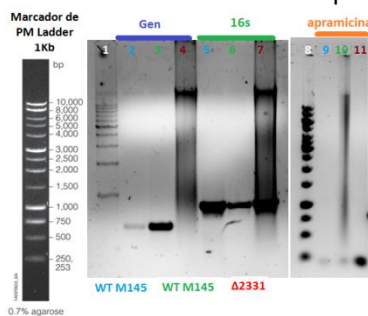 Marcador de
PM Ladder
1Kb
bp
10,000
8,000
6,000
5,000
4,000
3,000
2,500
2,000
1,500
1,000
750
500
250,
253
0.7% agarose
Gen
16s
apramicina
1 2 3 4 5 6 7 8 9 10 11
WT M145 WT M145 Δ2331